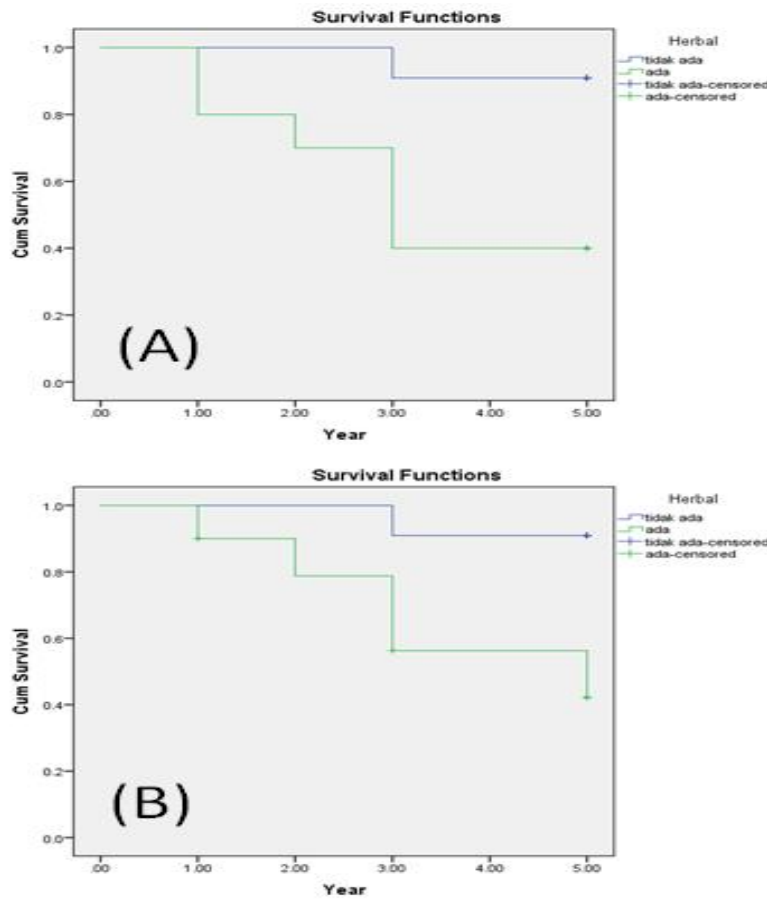 Survival Functions
Herbal
tidak ada
ada
tidak ada-censored
ada-censored
1.0
0.8
0.6
0.4
0.2
0.0
Cum Survival
(A)
.00 1.00 2.00 3.00 4.00 5.00
Year
Survival Functions
Herbal
tidak ada
ada
tidak ada-censored
ada-censored
1.0
0.8
0.6
0.4
0.2
0.0
Cum Survival
(B)
.00 1.00 2.00 3.00 4.00 5.00
Year